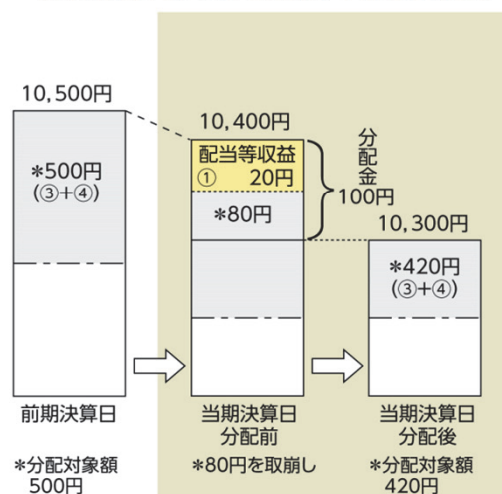 10,500円
*500円
(③+④)
前期決算日
*分配対象額
500円
10,400円
配当等収益
① 20円
*80円
分配金
100円
当期決算日
分配前
*80円を取崩し
10,300円
*420円
(③+④)
当期決算日
分配後
*分配対象額
420円